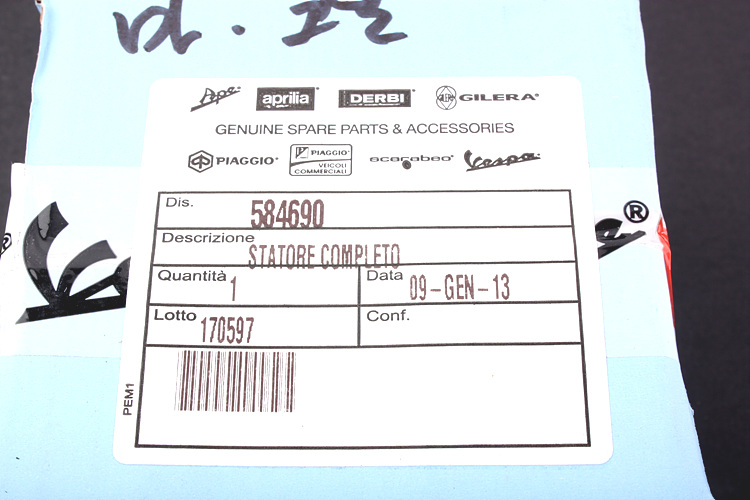 Ape aprilia DERBI GILERA
GENUINE SPARE PARTS & ACCESSORIES
PIAGGIO PIAGGIO VEICOLI COMMERCIALI scarabeo Vespa
Dis. 584690
Descrizione
STATORE COMPLETO
Quantità 1 Data 09-GEN-13
Lotto 170597 Conf.
PEM1